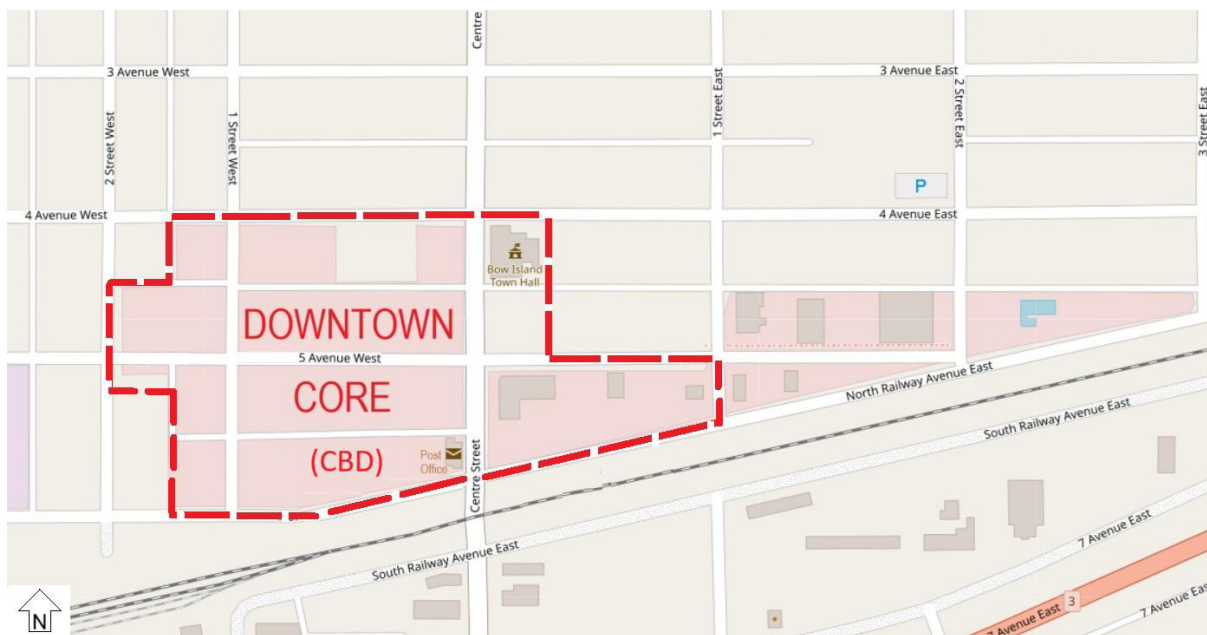 Centre
3 Avenue West
3 Avenue East
2 Street West
1 Street West
1 Street East
2 Street East
3 Street East
P
4 Avenue West
4 Avenue East
Bow Island
Town Hall
DOWNTOWN
5 Avenue West
CORE
North Railway Avenue East
South Railway Avenue East
(CBD)
Post
Office
Centre Street
South Railway Avenue East
7 Avenue East
3
7 Avenue East
N